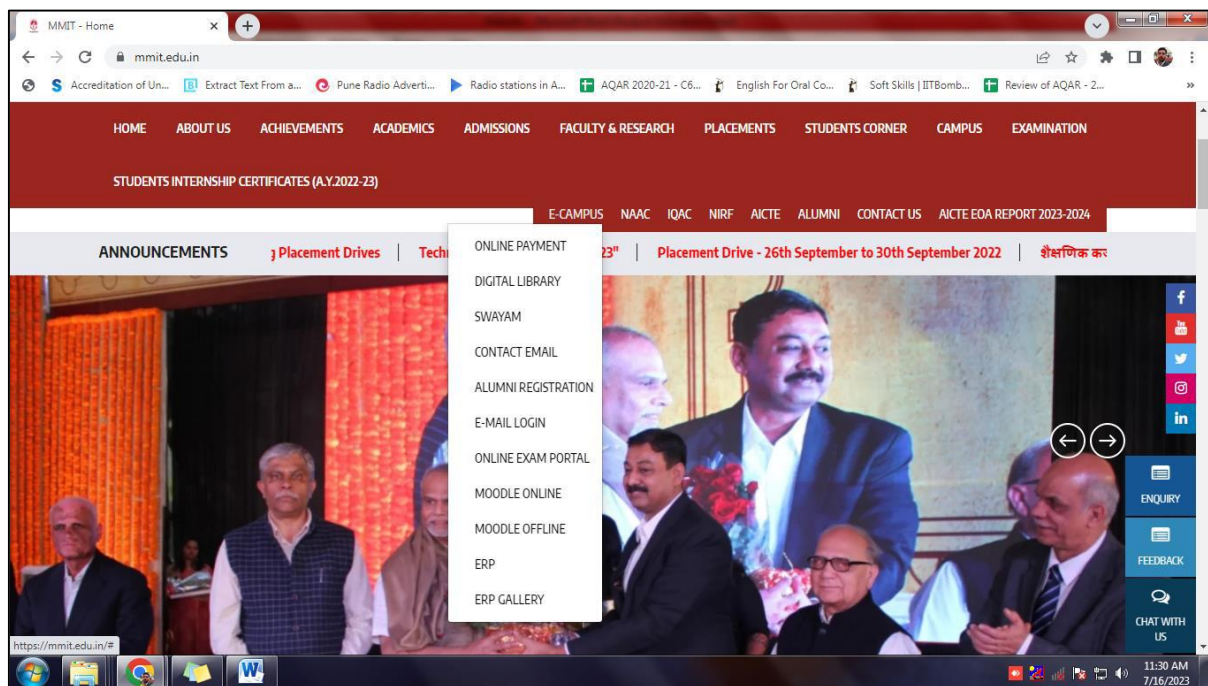 MMIT - Home
mmit.edu.in
Accreditation of Un... Extract Text From a... Pune Radio Adverti... Radio stations in A... AQAR 2020-21 - C6... English For Oral Co... Soft Skills | IITBomb... Review of AQAR - 2...
HOME ABOUT US ACHIEVEMENTS ACADEMICS ADMISSIONS FACULTY & RESEARCH PLACEMENTS STUDENTS CORNER CAMPUS EXAMINATION
STUDENTS INTERNSHIP CERTIFICATES (A.Y.2022-23)
E-CAMPUS NAAC IQAC NIRF AICTE ALUMNI CONTACT US AICTE EOA REPORT 2023-2024
ANNOUNCEMENTS g Placement Drives | Techn 23" | Placement Drive - 26th September to 30th September 2022 | शैक्षणिक कर
ONLINE PAYMENT
DIGITAL LIBRARY
SWAYAM
CONTACT EMAIL
ALUMNI REGISTRATION
E-MAIL LOGIN
ONLINE EXAM PORTAL
MOODLE ONLINE
MOODLE OFFLINE
ERP
ERP GALLERY
ENQUIRY
FEEDBACK
CHAT WITH
US
https://mmit.edu.in/#
11:30 AM
7/16/2023